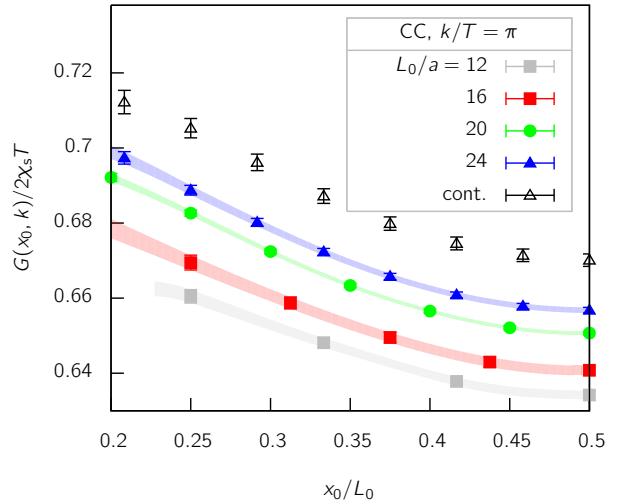 CC, k/T = π
L₀/a = 12
16
20
24
cont.
G(x₀, k)/2χₛT
0.72
0.7
0.68
0.66
0.64
0.2 0.25 0.3 0.35 0.4 0.45 0.5
x₀/L₀